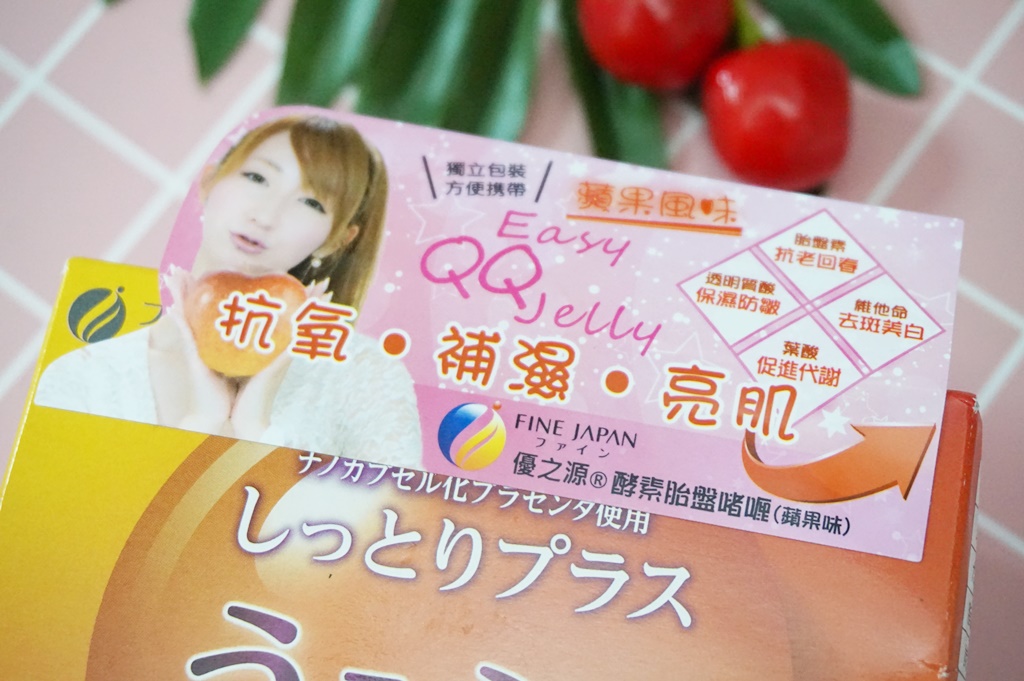 獨立包裝
方便攜帶
蘋果風味
Easy
QQ
Jelly
胎盤素
抗老回春
透明質酸
保濕防皺
維他命
去斑美白
葉酸
促進代謝
抗氧・補濕・亮肌
FINE JAPAN
ファイン
優之源®酵素胎盤啫喱(蘋果味)
ナノカプセル化プラセンタ使用
しっとりプラス